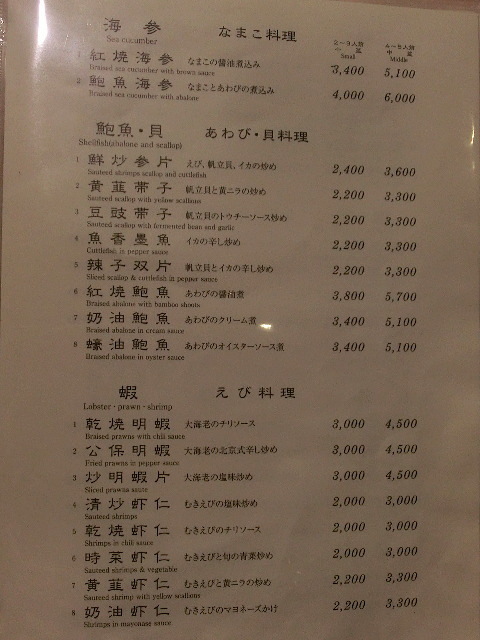 海参 なまこ料理
Sea cucumber
2〜3人前 4〜5人前
小盆 中盆
Small Middle
1 紅焼海参 なまこの醤油煮込み 3,400 5,100
Braised sea cucumber with brown sauce
2 鮑魚海参 なまことあわびの煮込み 4,000 6,000
Braised sea cucumber with abalone
鮑魚・貝 あわび・貝料理
Shellfish(abalone and scallop)
1 鮮炒参片 えび、帆立貝、イカの炒め 2,400 3,600
Sauteed shrimps scallop and cuttlefish
2 黄韮帯子 帆立貝と黄ニラの炒め 2,200 3,300
Sauteed scallop with yellow scallions
3 豆豉帯子 帆立貝のトウチーソース炒め 2,200 3,300
Sauteed scallop with fermented bean and garlic
4 魚香墨魚 イカの辛し炒め 2,200 3,300
Cuttlefish in pepper sauce
5 辣子双片 帆立貝とイカの辛し炒め 2,200 3,300
Sliced scallop & cuttlefish in pepper sauce
6 紅焼鮑魚 あわびの醤油煮 3,800 5,700
Braised abalone with bamboo shoots
7 奶油鮑魚 あわびのクリーム煮 3,400 5,100
Braised abalone in cream sauce
8 蠔油鮑魚 あわびのオイスターソース煮 3,400 5,100
Braised abalone in oyster sauce
蝦 えび料理
Lobster・prawn・shrimp
1 乾焼明蝦 大海老のチリソース 3,000 4,500
Braised prawns with chili sauce
2 公保明蝦 大海老の北京式辛し炒め 3,000 4,500
Fried prawns in pepper sauce
3 炒明蝦片 大海老の塩味炒め 3,000 4,500
Sliced prawns saute
4 清炒虾仁 むきえびの塩味炒め 2,000 3,000
Sauteed shrimps
5 乾焼虾仁 むきえびのチリソース 2,000 3,000
Shrimps in chili sauce
6 時菜虾仁 むきえびと旬の青菜炒め 2,000 3,000
Sauteed shrimps & vegetable
7 黄韮虾仁 むきえびと黄ニラの炒め 2,200 3,300
Sauteed shrimp with yellow scallions
8 奶油虾仁 むきえびのマヨネーズかけ 2,200 3,300
Shrimps in mayonase sauce